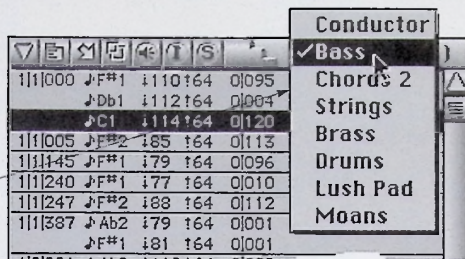 Conductor
✓Bass
Chords 2
Strings
Brass
Drums
Lush Pad
Moans
1|1|000 ♪F#1 ↓110↑64 0|095
♪Db1 ↓112↑64 0|004
♪C1 ↓114↑64 0|120
1|1|005 ♪F#2 ↓85 ↑64 0|113
1|1|145 ♪F#1 ↓79 ↑64 0|096
1|1|240 ♪F#1 ↓77 ↑64 0|010
1|1|247 ♪F#2 ↓88 ↑64 0|112
1|1|387 ♪Ab2 ↓79 ↑64 0|001
♪F#1 ↓81 ↑64 0|001